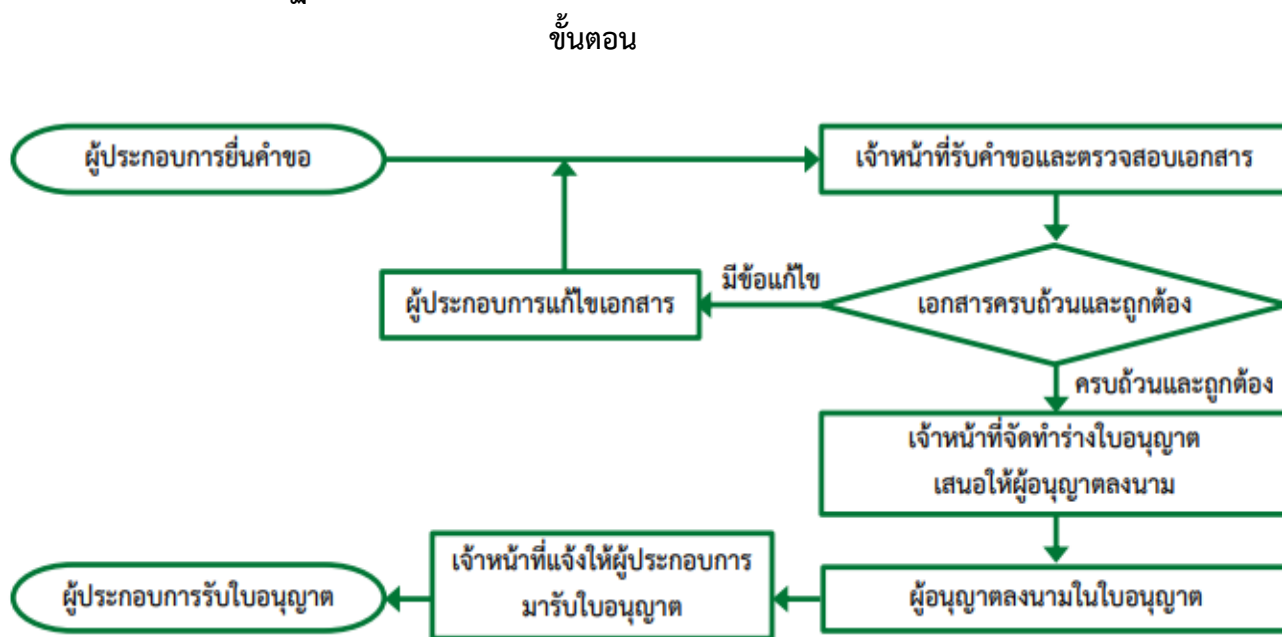 ขั้นตอน
ผู้ประกอบการยื่นคำขอ
เจ้าหน้าที่รับคำขอและตรวจสอบเอกสาร
มีข้อแก้ไข
ผู้ประกอบการแก้ไขเอกสาร
เอกสารครบถ้วนและถูกต้อง
ครบถ้วนและถูกต้อง
เจ้าหน้าที่จัดทำร่างใบอนุญาต
เสนอให้ผู้อนุญาตลงนาม
ผู้อนุญาตลงนามในใบอนุญาต
เจ้าหน้าที่แจ้งให้ผู้ประกอบการ
มารับใบอนุญาต
ผู้ประกอบการรับใบอนุญาต